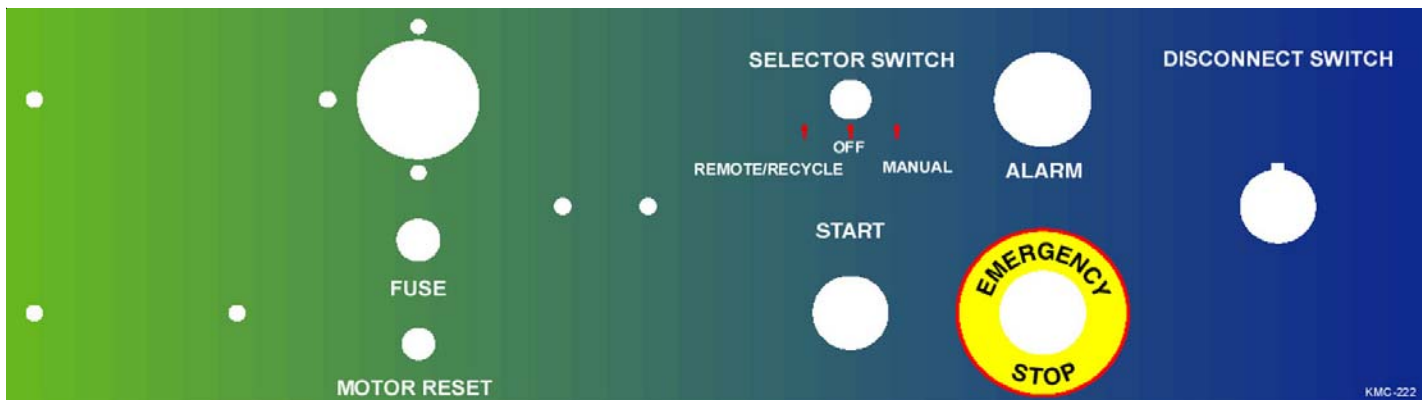 SELECTOR SWITCH
DISCONNECT SWITCH
OFF
REMOTE/RECYCLE
MANUAL
ALARM
START
FUSE
EMERGENCY
STOP
MOTOR RESET
KMC-222